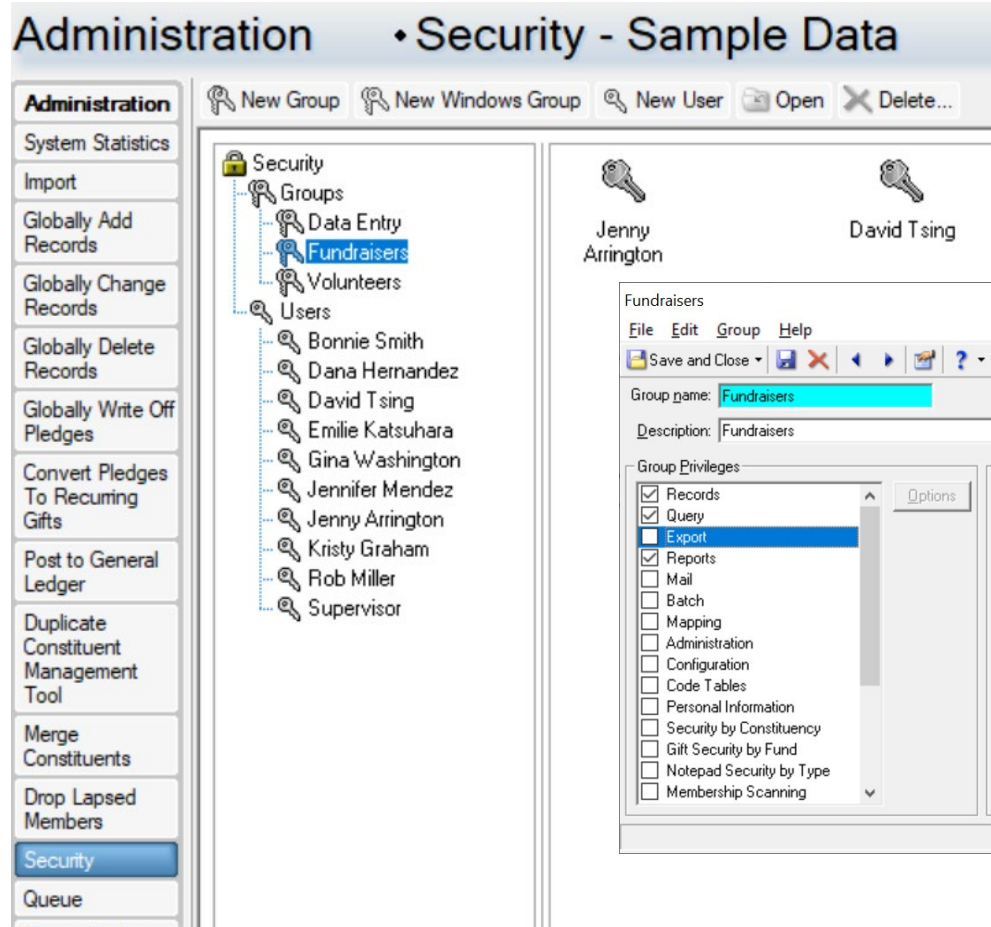 Administration • Security - Sample Data
Administration
System Statistics
Import
Globally Add
Records
Globally Change
Records
Globally Delete
Records
Globally Write Off
Pledges
Convert Pledges
To Recurring
Gifts
Post to General
Ledger
Duplicate
Constituent
Management
Tool
Merge
Constituents
Drop Lapsed
Members
Security
Queue
New Group New Windows Group New User Open Delete...
Security
Groups
Data Entry
Fundraisers
Volunteers
Users
Bonnie Smith
Dana Hernandez
David Tsing
Emilie Katsuhara
Gina Washington
Jennifer Mendez
Jenny Arrington
Kristy Graham
Rob Miller
Supervisor
Jenny
Arrington
David Tsing
Fundraisers
File Edit Group Help
Save and Close ?
Group name: Fundraisers
Description: Fundraisers
Group Privileges
Records
Query
Export
Reports
Mail
Batch
Mapping
Administration
Configuration
Code Tables
Personal Information
Security by Constituency
Gift Security by Fund
Notepad Security by Type
Membership Scanning
Options